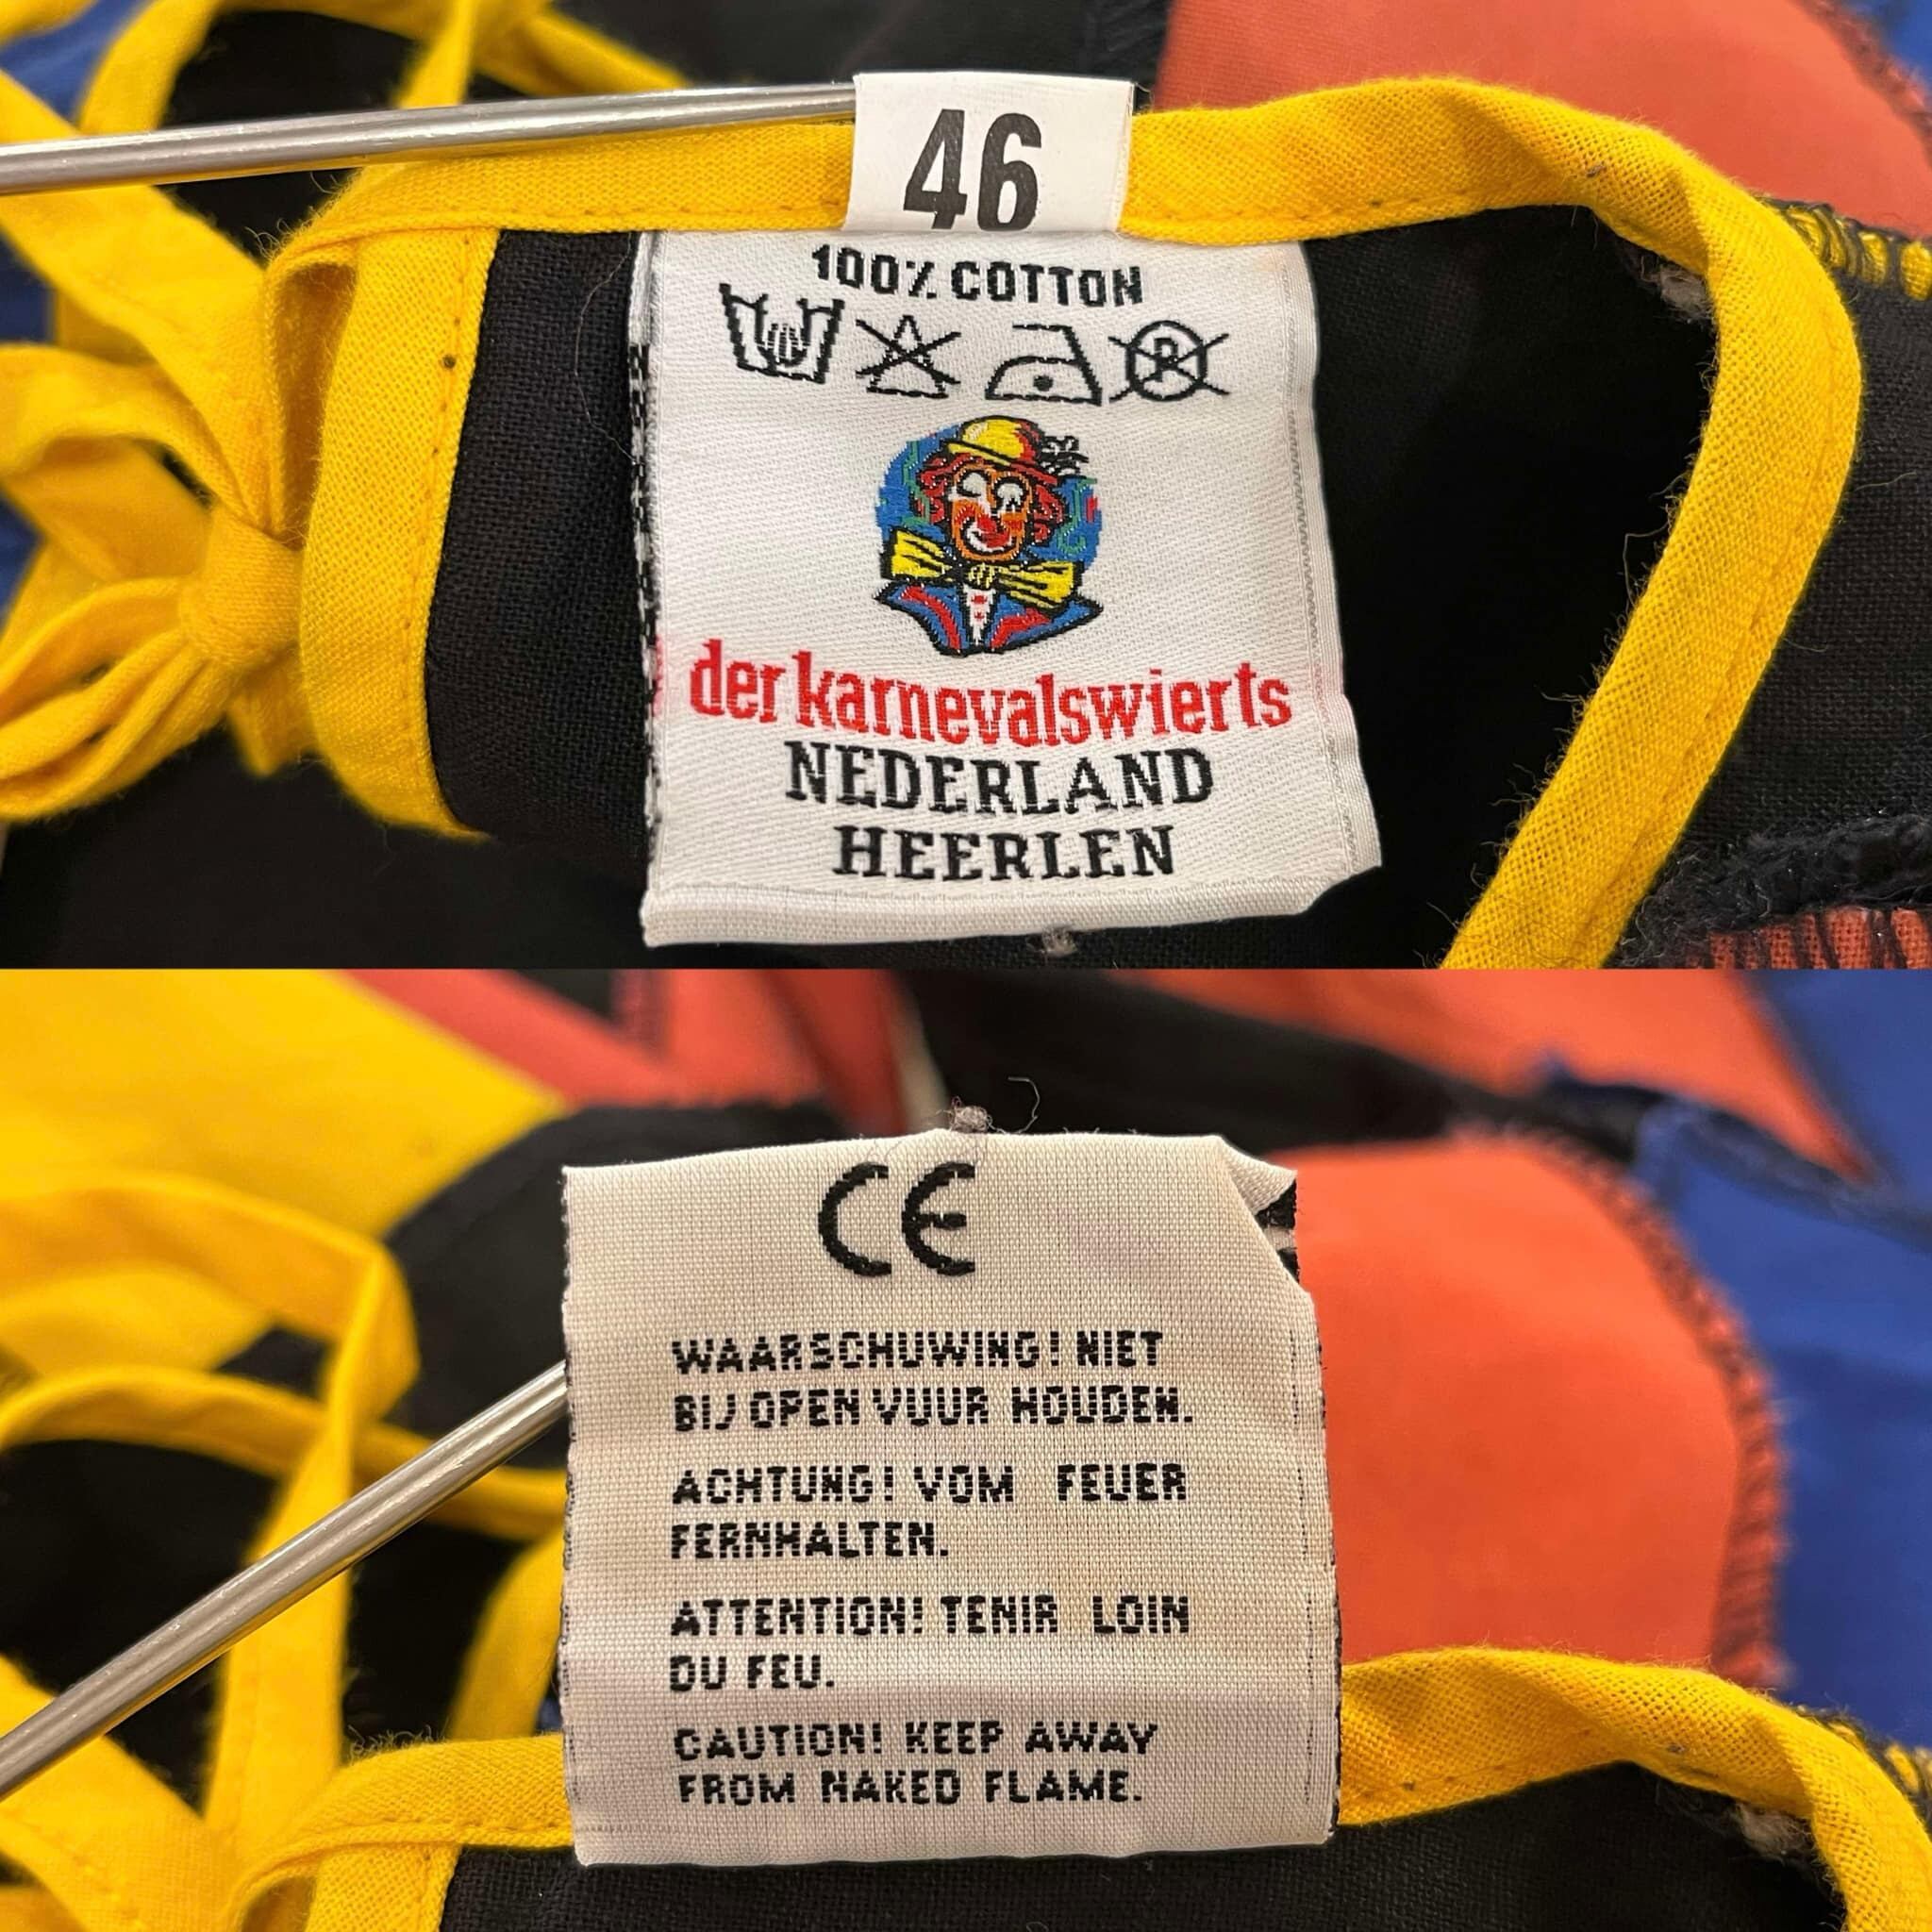 46
100% COTTON
P
der karnevalswierts
NEDERLAND
HEERLEN
CE
WAARSCHUWING! NIET
BIJ OPEN VUUR HOUDEN.
ACHTUNG! VOM FEUER
FERNHALTEN.
ATTENTION! TENIR LOIN
DU FEU.
CAUTION! KEEP AWAY
FROM NAKED FLAME.